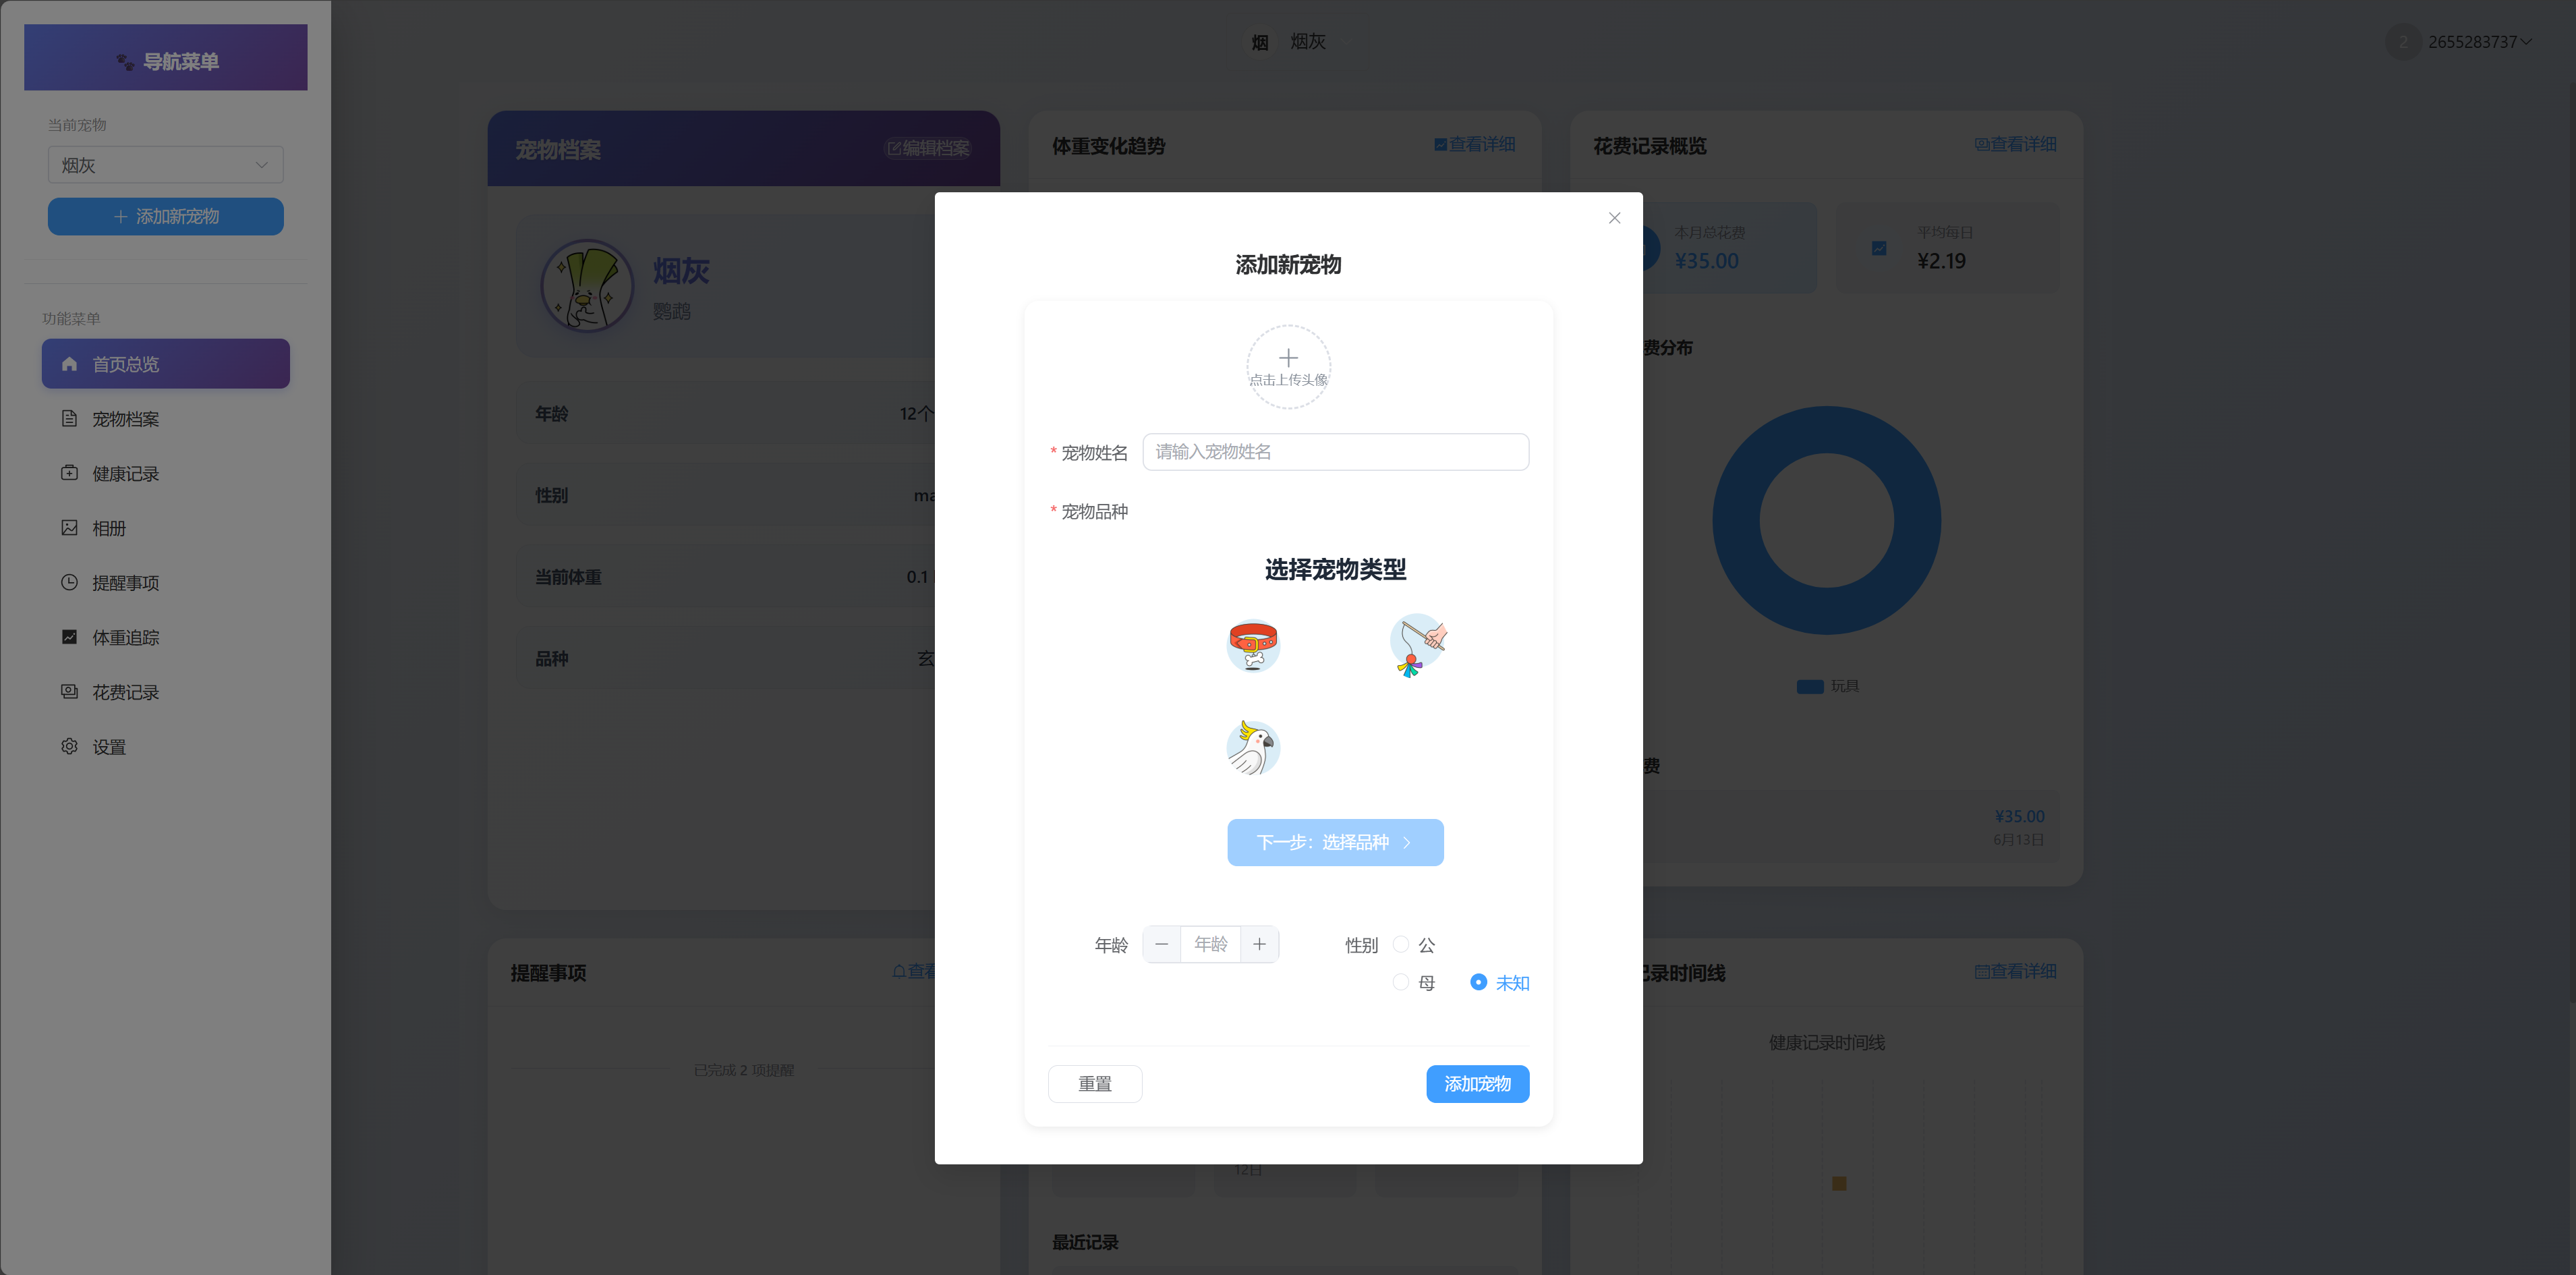 导航菜单
当前宠物
烟灰
添加新宠物
功能菜单
首页总览
宠物档案
健康记录
相册
提醒事项
体重追踪
花费记录
设置
烟 烟灰
2 2655283737
宠物档案 编辑档案
烟灰
鹦鹉
年龄 12个
性别 ma
当前体重 0.1
品种 玄
体重变化趋势 查看详细
花费记录概览 查看详细
本月总花费
¥35.00
平均每日
¥2.19
费分布
玩具
费
¥35.00
6月13日
添加新宠物
点击上传头像
* 宠物姓名 请输入宠物姓名
* 宠物品种
选择宠物类型
下一步：选择品种
年龄 年龄
性别 公
母 未知
重置 添加宠物
提醒事项 查看
已完成 2 项提醒
12日
最近记录
记录时间线 查看详细
健康记录时间线